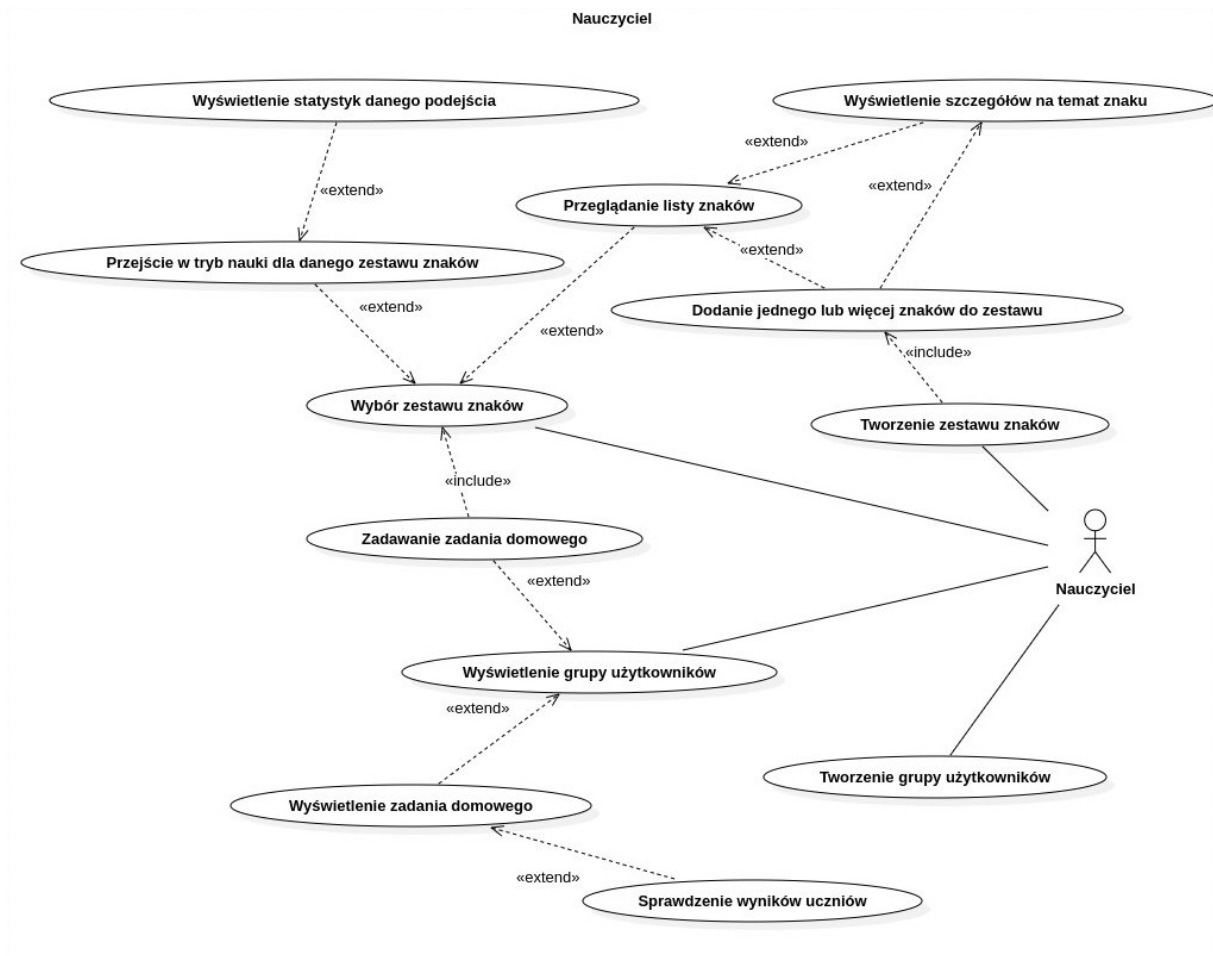 Nauczyciel
Wyświetlenie statystyk danego podejścia
Wyświetlenie szczegółów na temat znaku
«extend»
«extend»
«extend»
Przeglądanie listy znaków
«extend»
Przejście w tryb nauki dla danego zestawu znaków
«extend»
Dodanie jednego lub więcej znaków do zestawu
«extend»
«include»
Wybór zestawu znaków
Tworzenie zestawu znaków
«include»
Zadawanie zadania domowego
«extend»
Nauczyciel
Wyświetlenie grupy użytkowników
«extend»
Tworzenie grupy użytkowników
Wyświetlenie zadania domowego
«extend»
Sprawdzenie wyników uczniów